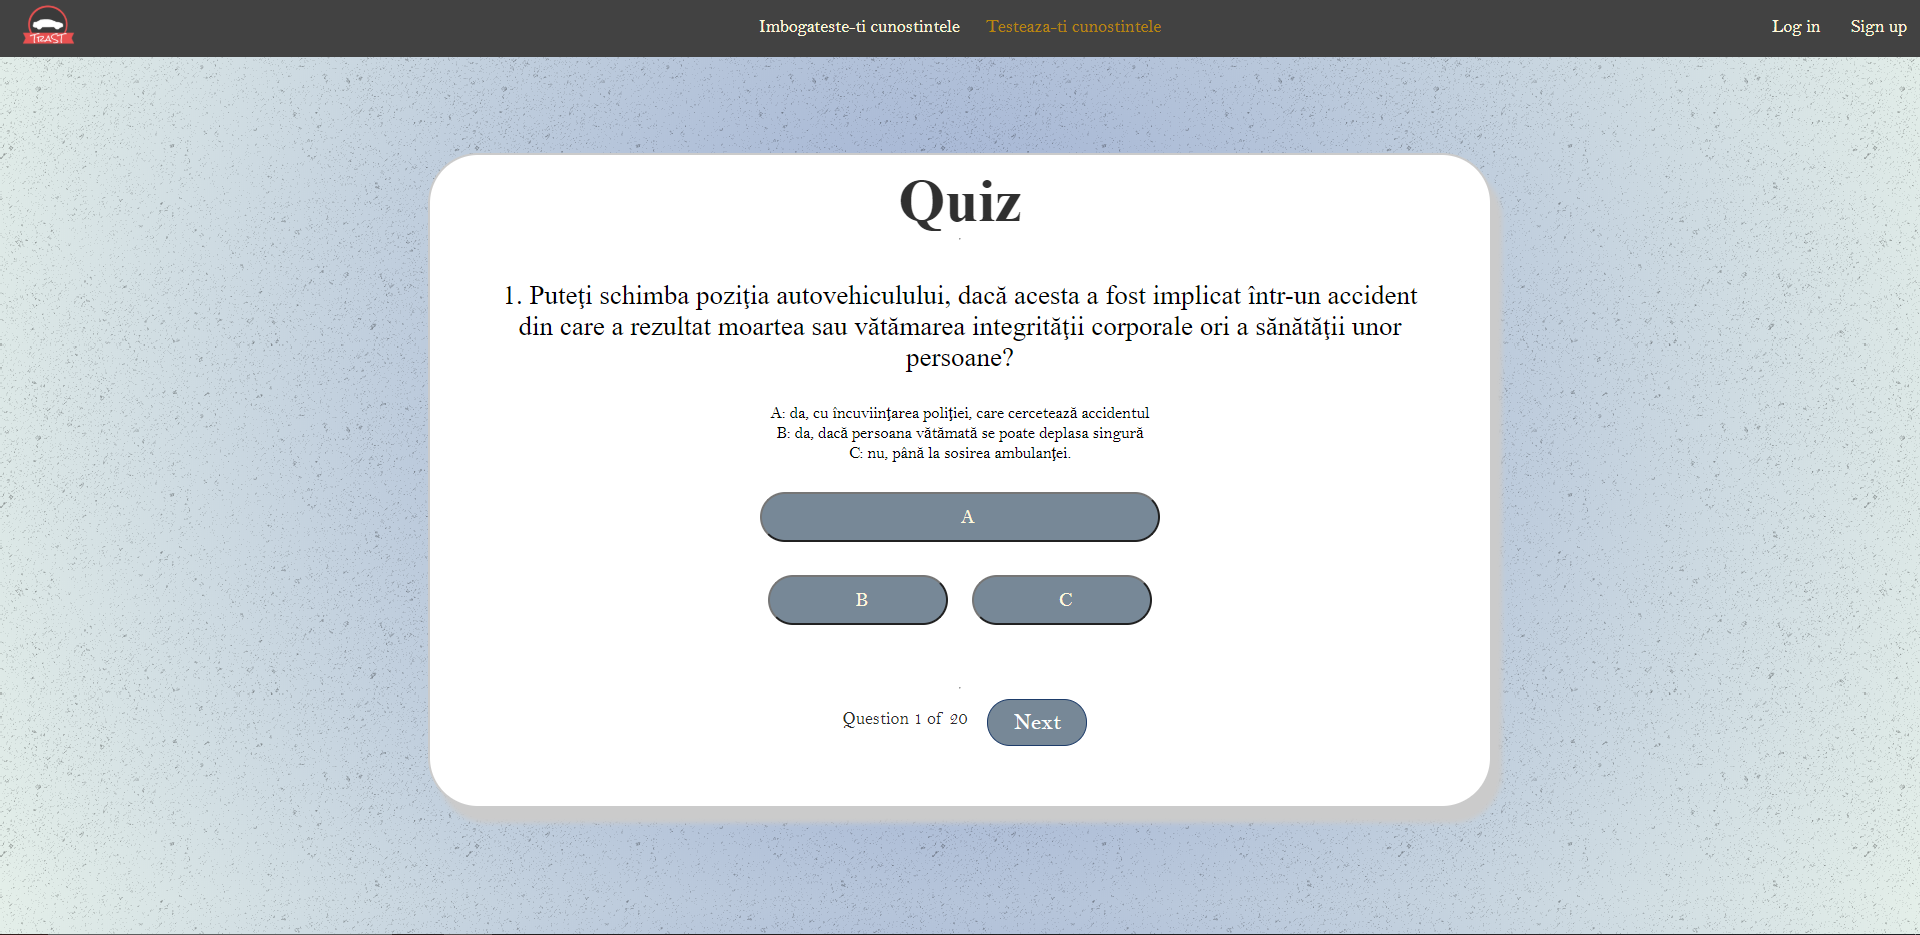 TRAST
Imbogateste-ti cunostintele
Testeaza-ti cunostintele
Log in
Sign up
Quiz
1. Puteţi schimba poziţia autovehiculului, dacă acesta a fost implicat într-un accident
din care a rezultat moartea sau vătămarea integrităţii corporale ori a sănătăţii unor
persoane?
A: da, cu încuviinţarea poliţiei, care cercetează accidentul
B: da, dacă persoana vătămată se poate deplasa singură
C: nu, până la sosirea ambulanţei.
A
B
C
Question 1 of 20
Next